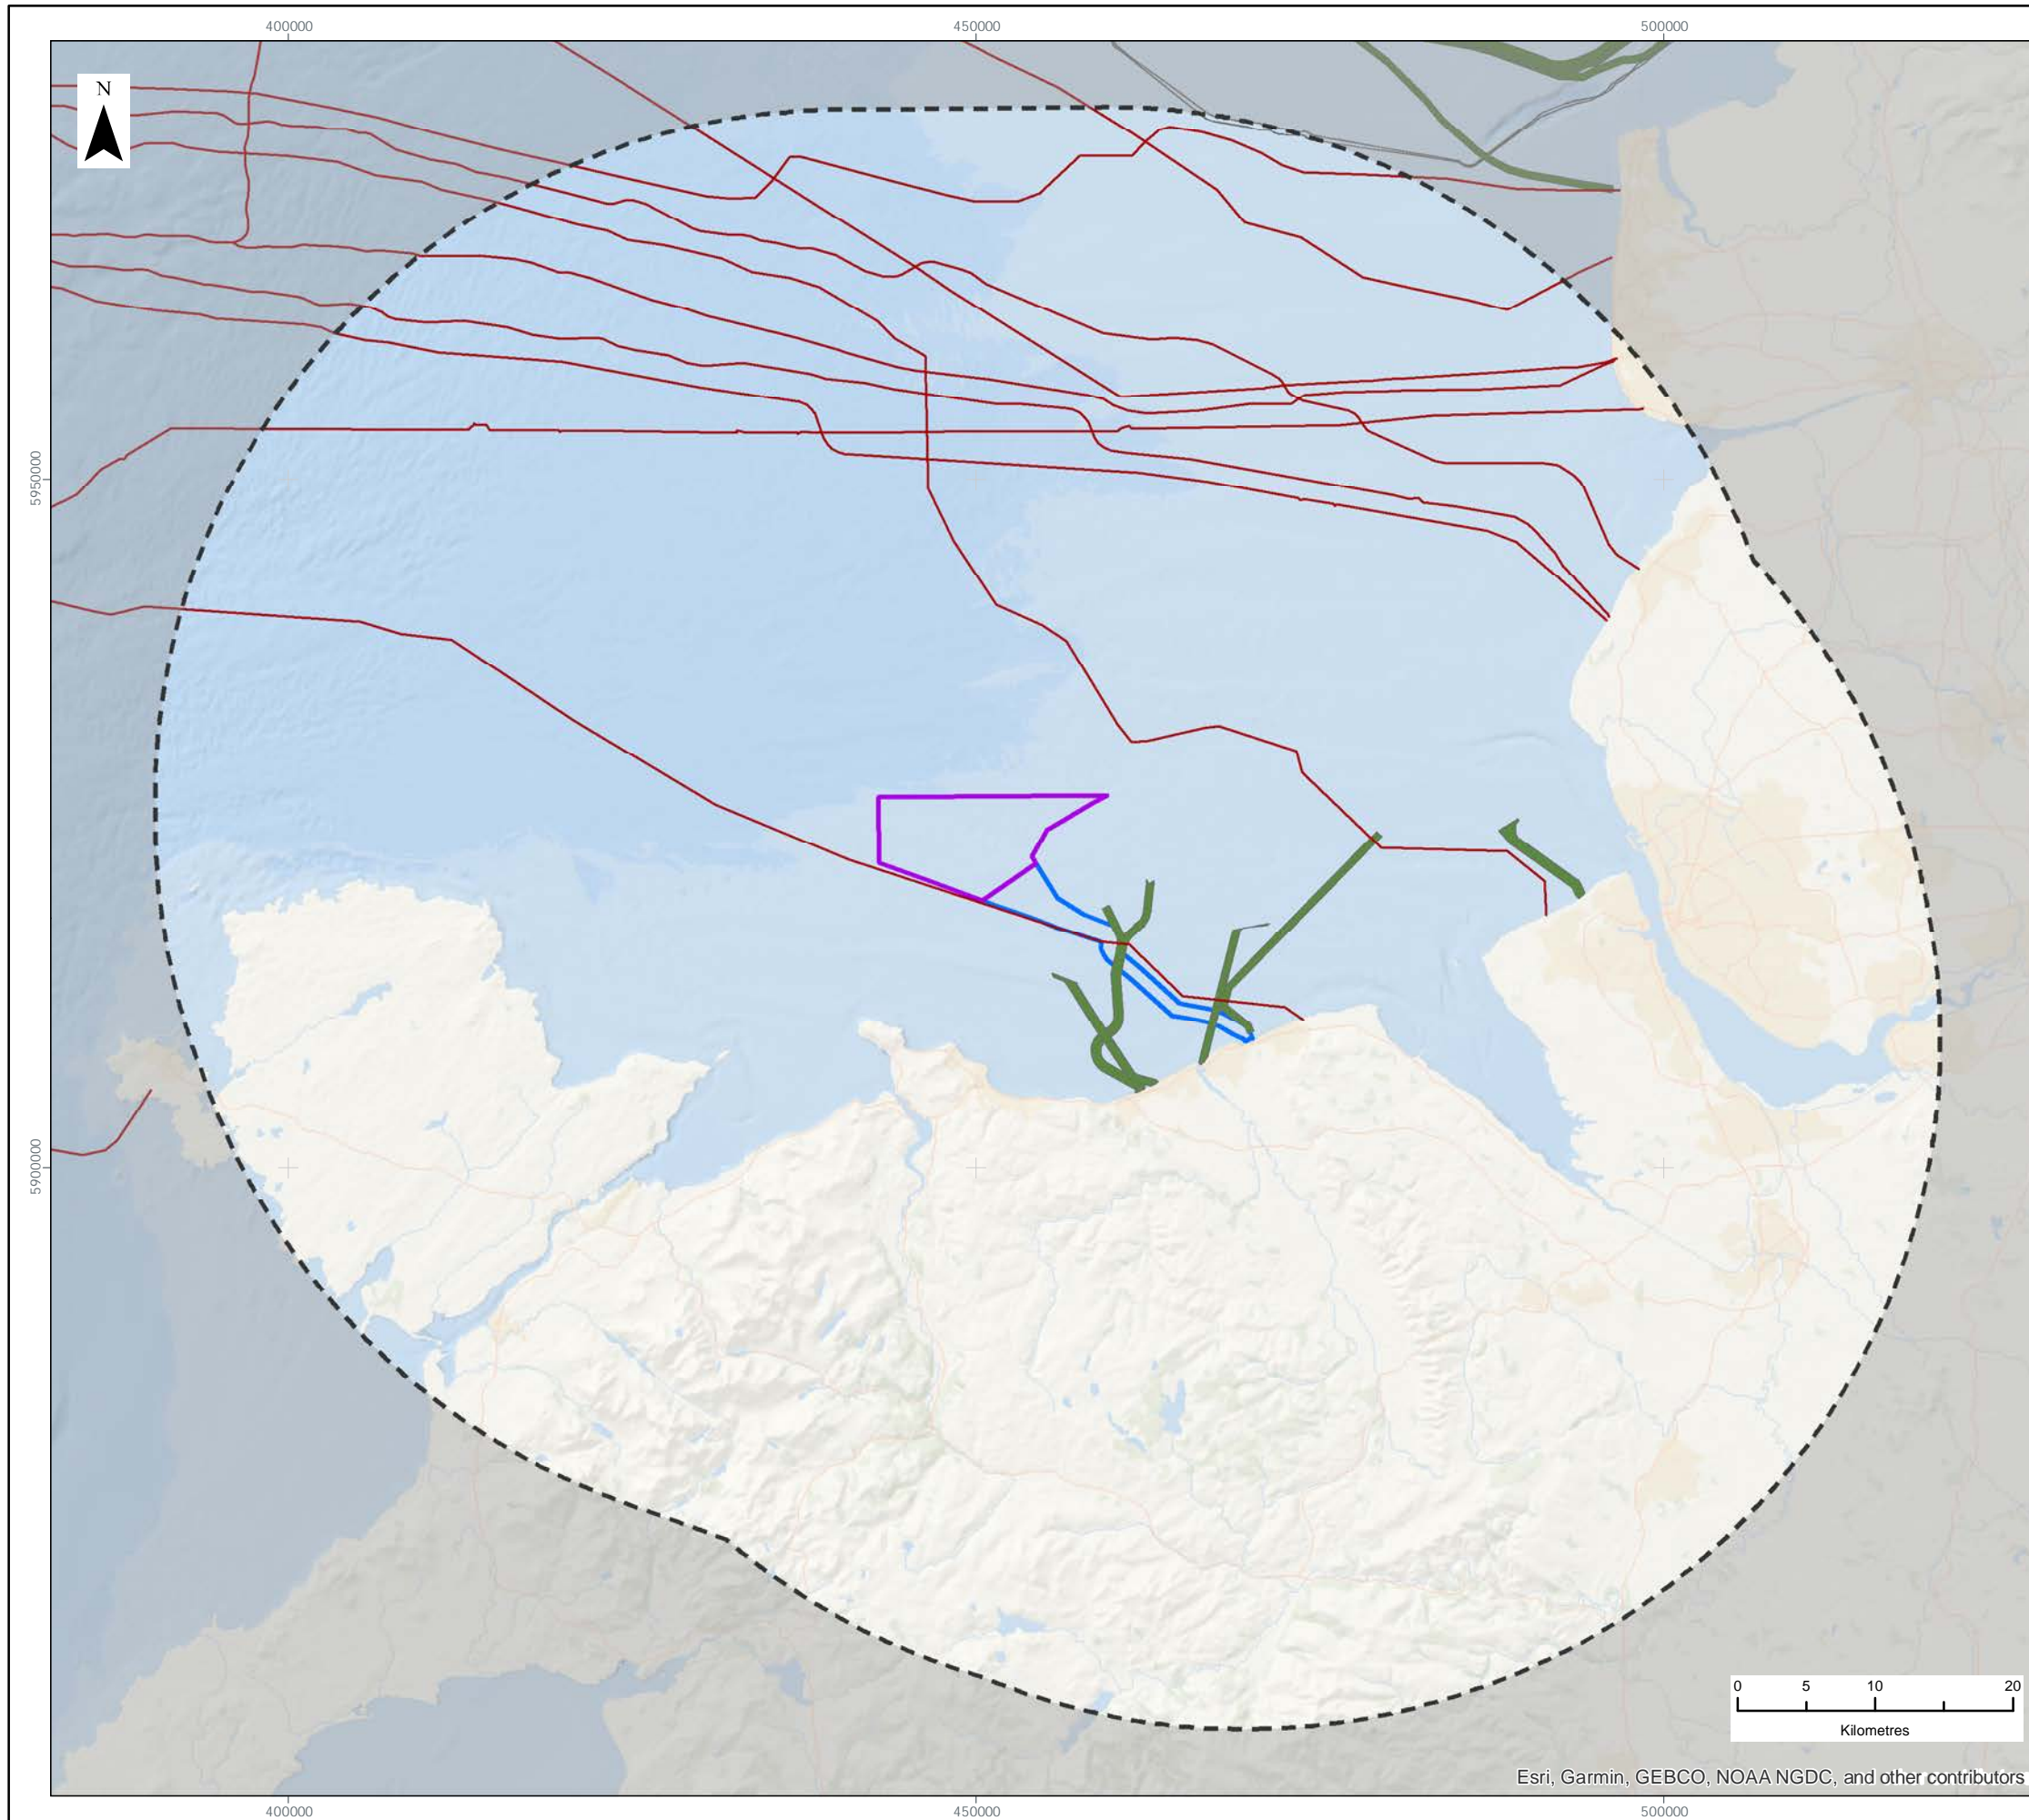 400000 450000 500000
N
5950000
5900000
0 5 10 20
Kilometres
Esri, Garmin, GEBCO, NOAA NGDC, and other contributors
400000 450000 500000